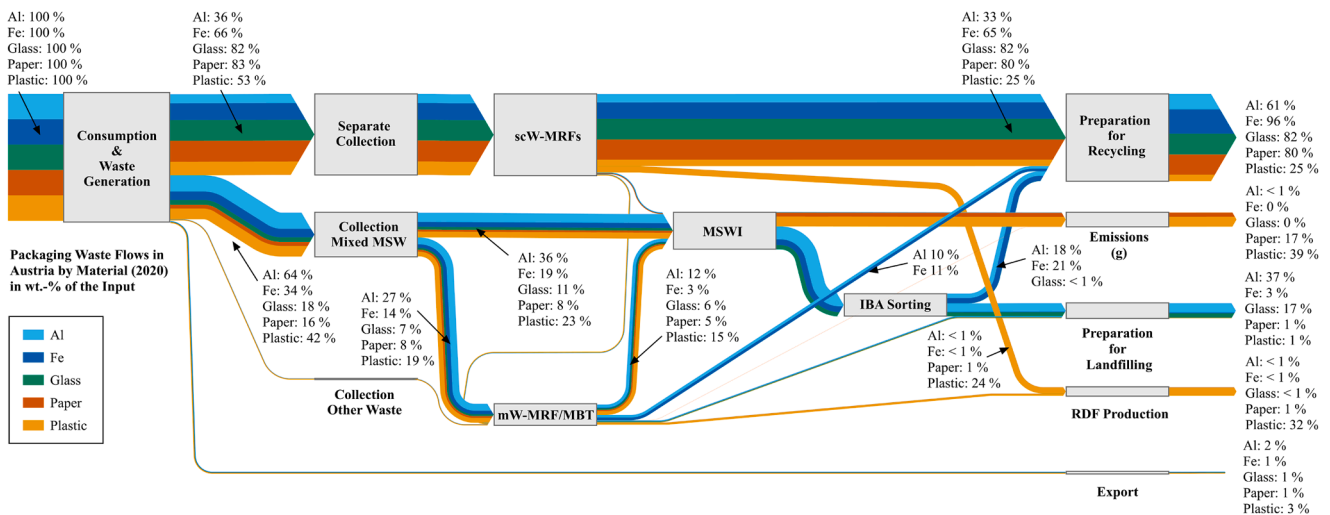 Al: 100 %
Fe: 100 %
Glass: 100 %
Paper: 100 %
Plastic: 100 %
Al: 36 %
Fe: 66 %
Glass: 82 %
Paper: 83 %
Plastic: 53 %
Al: 33 %
Fe: 65 %
Glass: 82 %
Paper: 80 %
Plastic: 25 %
Consumption
&
Waste
Generation
Separate
Collection
scW-MRFs
Preparation
for
Recycling
Al: 61 %
Fe: 96 %
Glass: 82 %
Paper: 80 %
Plastic: 25 %
Collection
Mixed MSW
MSWI
Emissions
(g)
Al: < 1 %
Fe: 0 %
Glass: 0 %
Paper: 17 %
Plastic: 39 %
Packaging Waste Flows in
Austria by Material (2020)
in wt.-% of the Input
Al: 64 %
Fe: 34 %
Glass: 18 %
Paper: 16 %
Plastic: 42 %
Al: 27 %
Fe: 14 %
Glass: 7 %
Paper: 8 %
Plastic: 19 %
Al: 36 %
Fe: 19 %
Glass: 11 %
Paper: 8 %
Plastic: 23 %
Al: 12 %
Fe: 3 %
Glass: 6 %
Paper: 5 %
Plastic: 15 %
Al 10 %
Fe 11 %
Al: 18 %
Fe: 21 %
Glass: < 1 %
IBA Sorting
Preparation
for
Landfilling
Al: 37 %
Fe: 3 %
Glass: 17 %
Paper: 1 %
Plastic: 1 %
Al: < 1 %
Fe: < 1 %
Paper: 1 %
Plastic: 24 %
Al
Fe
Glass
Paper
Plastic
Collection
Other Waste
mW-MRF/MBT
RDF Production
Al: < 1 %
Fe: < 1 %
Glass: < 1 %
Paper: 1 %
Plastic: 32 %
Export
Al: 2 %
Fe: 1 %
Glass: 1 %
Paper: 1 %
Plastic: 3 %